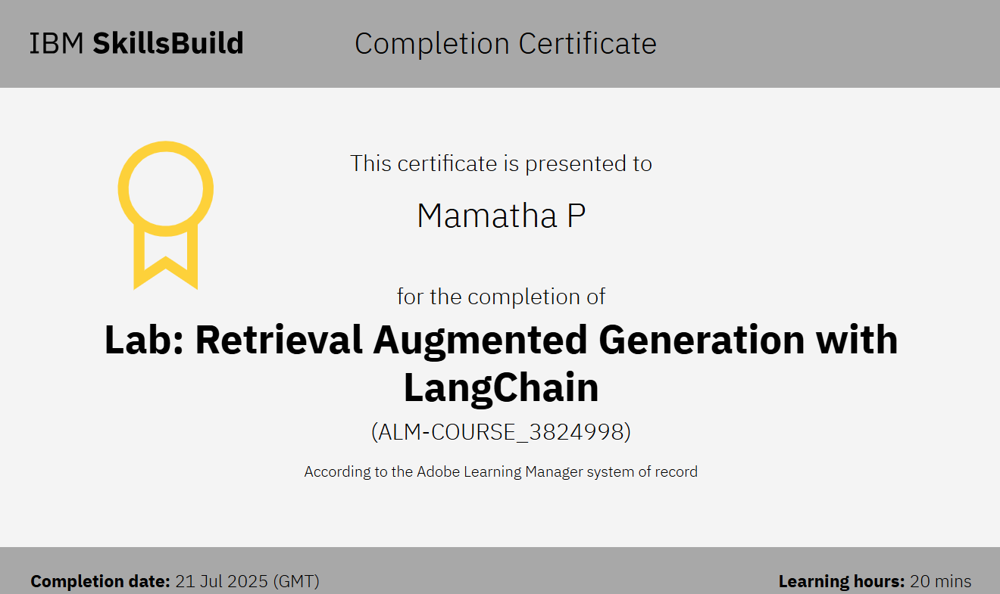 IBM SkillsBuild
Completion Certificate
This certificate is presented to
Mamatha P
for the completion of
Lab: Retrieval Augmented Generation with
LangChain
(ALM-COURSE_3824998)
According to the Adobe Learning Manager system of record
Completion date: 21 Jul 2025 (GMT)
Learning hours: 20 mins